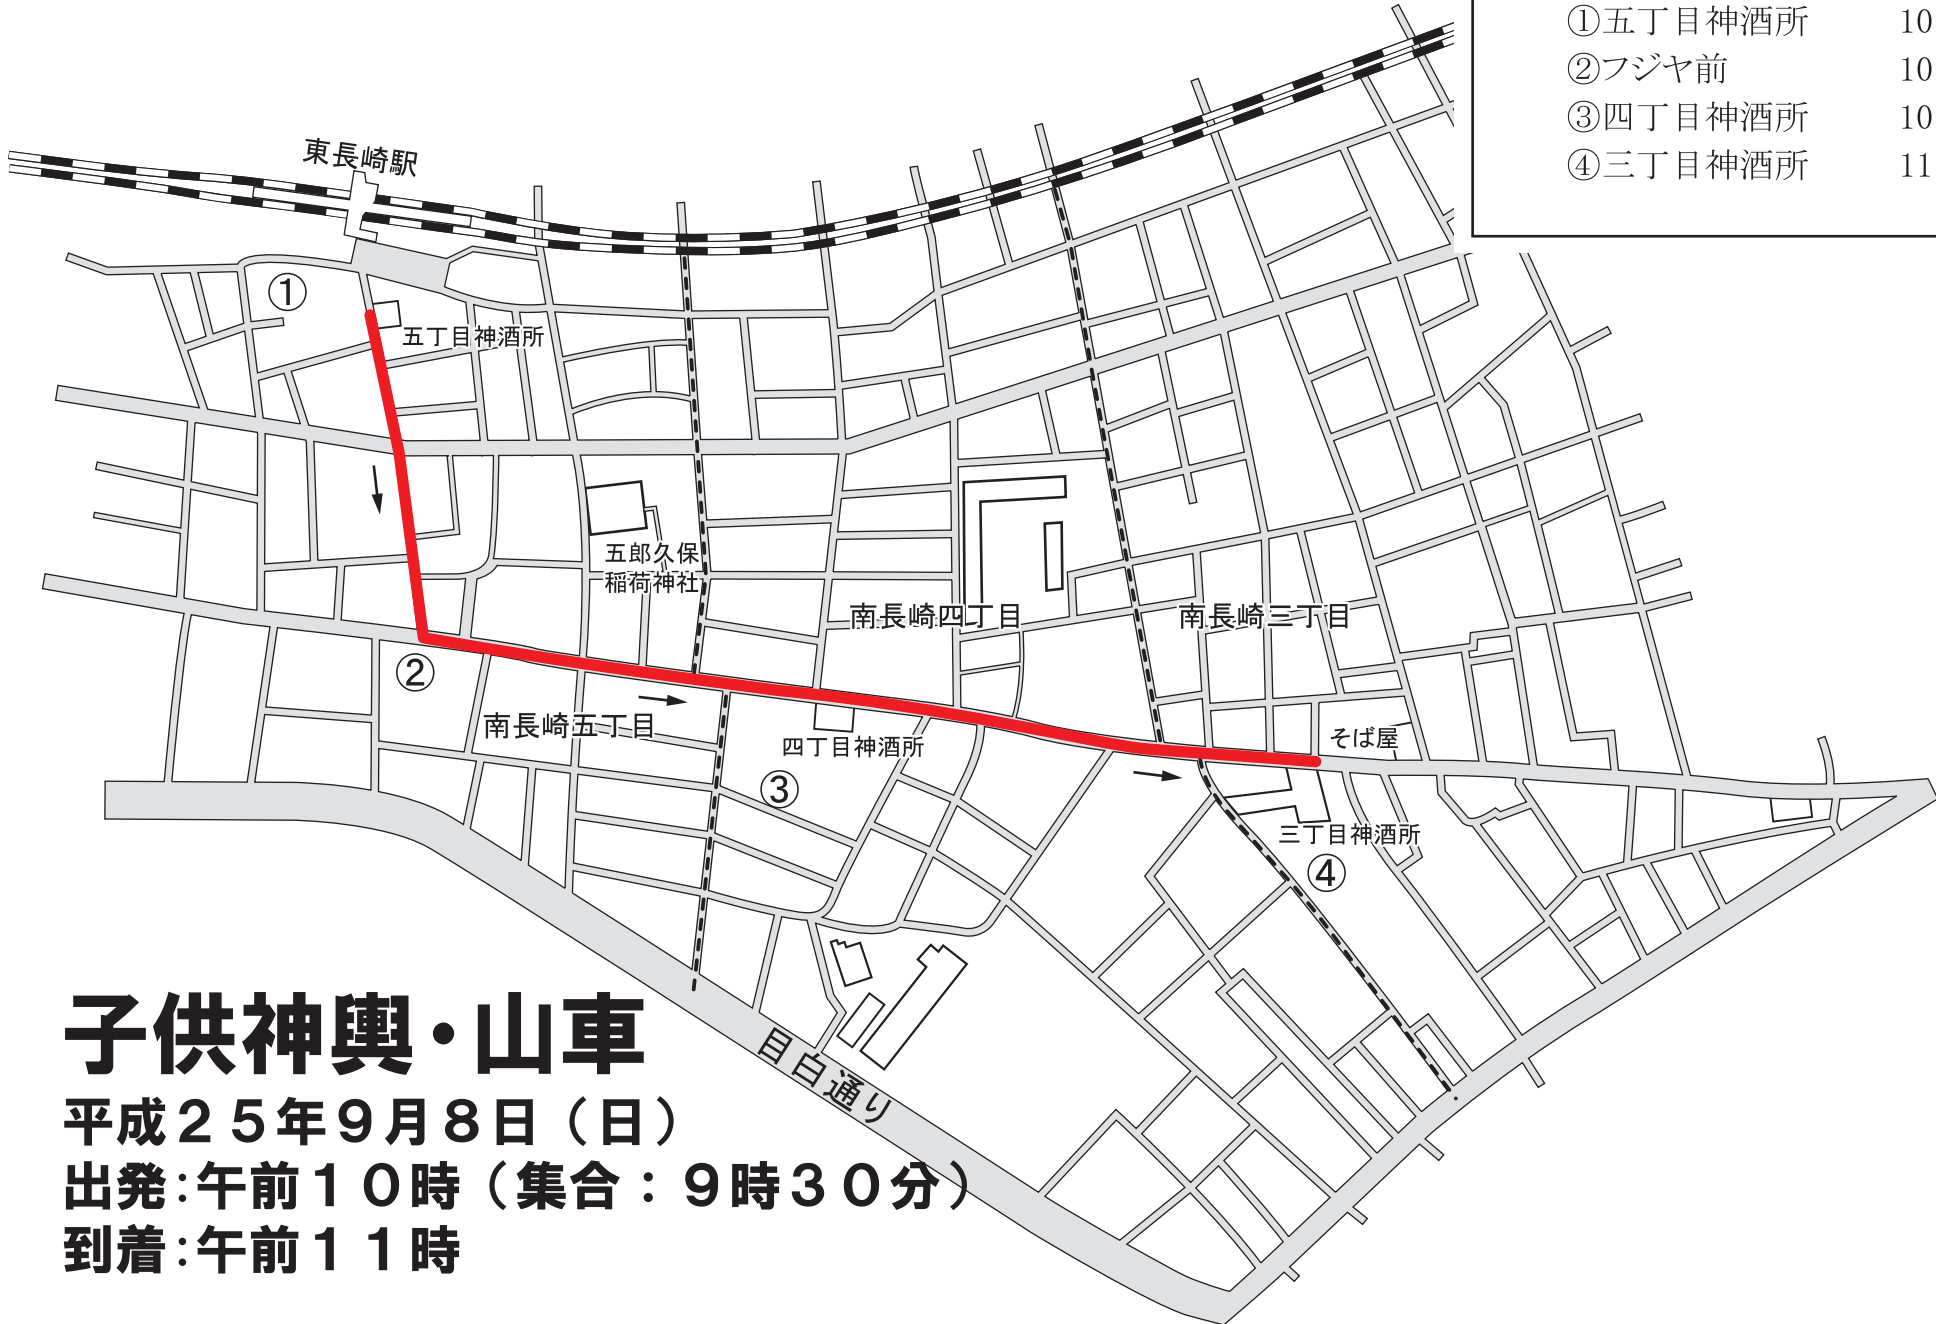 ①五丁目神酒所 10
②フジヤ前 10
③四丁目神酒所 10
④三丁目神酒所 11
東長崎駅
①
五丁目神酒所
五郎久保
稲荷神社
南長崎四丁目
南長崎三丁目
②
南長崎五丁目
四丁目神酒所
③
そば屋
三丁目神酒所
④
目白通り
子供神輿・山車
平成２５年９月８日（日）
出発：午前１０時（集合：９時３０分）
到着：午前１１時